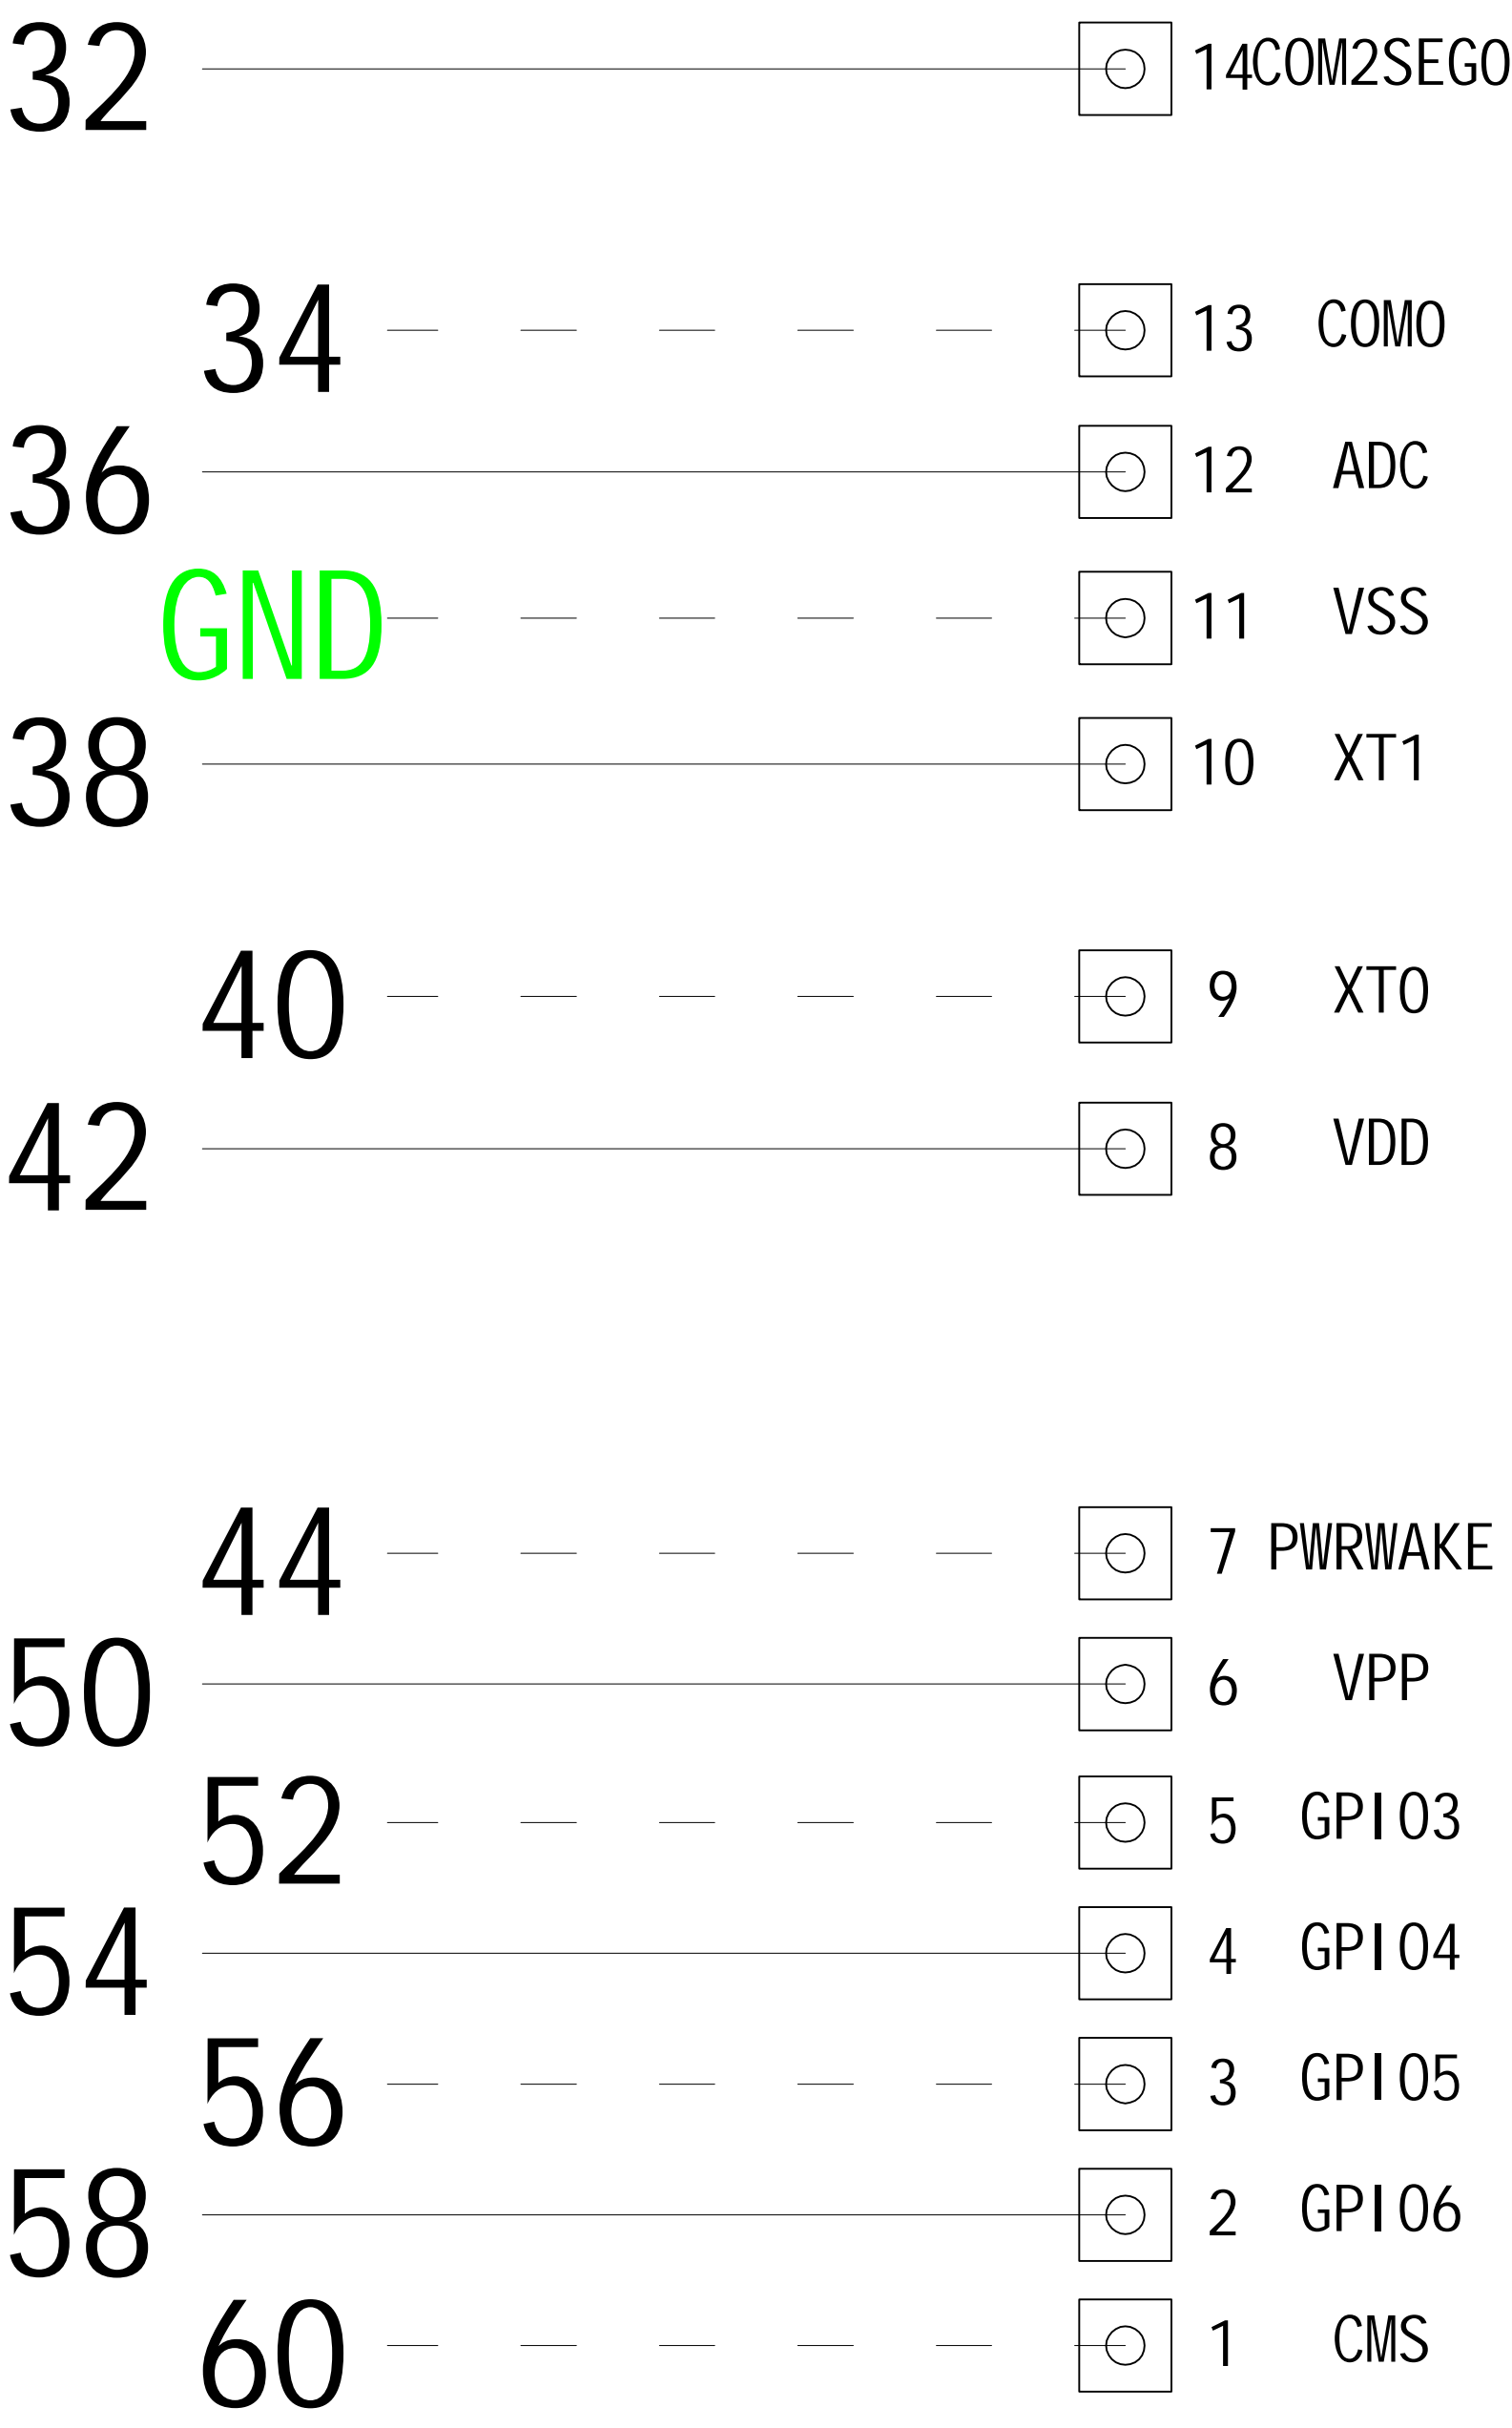 32 14 COM2SEG0
34 13 COM0
36 12 ADC
GND 11 VSS
38 10 XT1
40 9 XT0
42 8 VDD
44 7 PWRWAKE
50 6 VPP
52 5 GPIO3
54 4 GPIO4
56 3 GPIO5
58 2 GPIO6
60 1 CMS